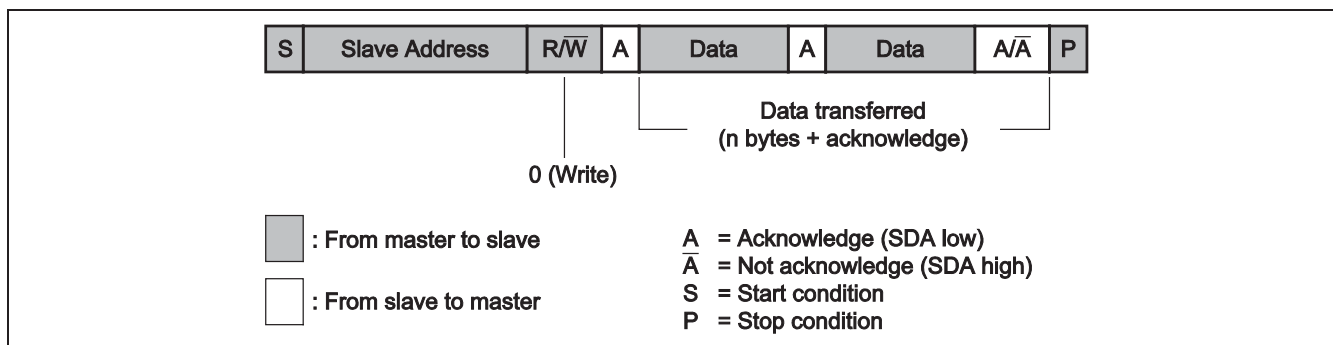 S Slave Address R/W̅ A Data A Data A/A̅ P
Data transferred
(n bytes + acknowledge)
0 (Write)
: From master to slave
: From slave to master
A = Acknowledge (SDA low)
A̅ = Not acknowledge (SDA high)
S = Start condition
P = Stop condition